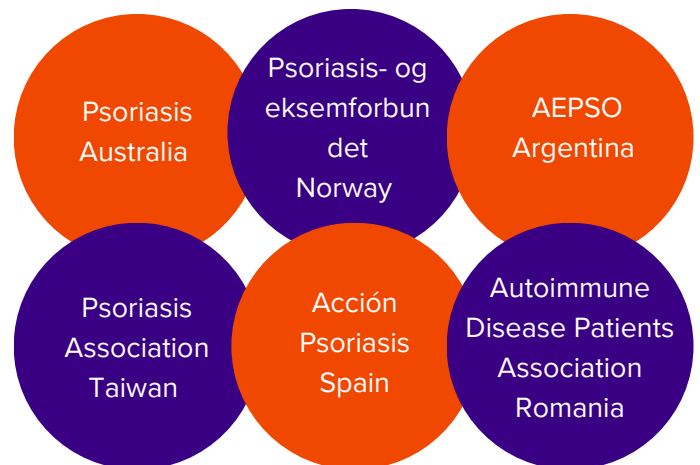 Psoriasis
Australia
Psoriasis- og
eksemforbun
det
Norway
AEPSO
Argentina
Psoriasis
Association
Taiwan
Acción
Psoriasis
Spain
Autoimmune
Disease Patients
Association
Romania